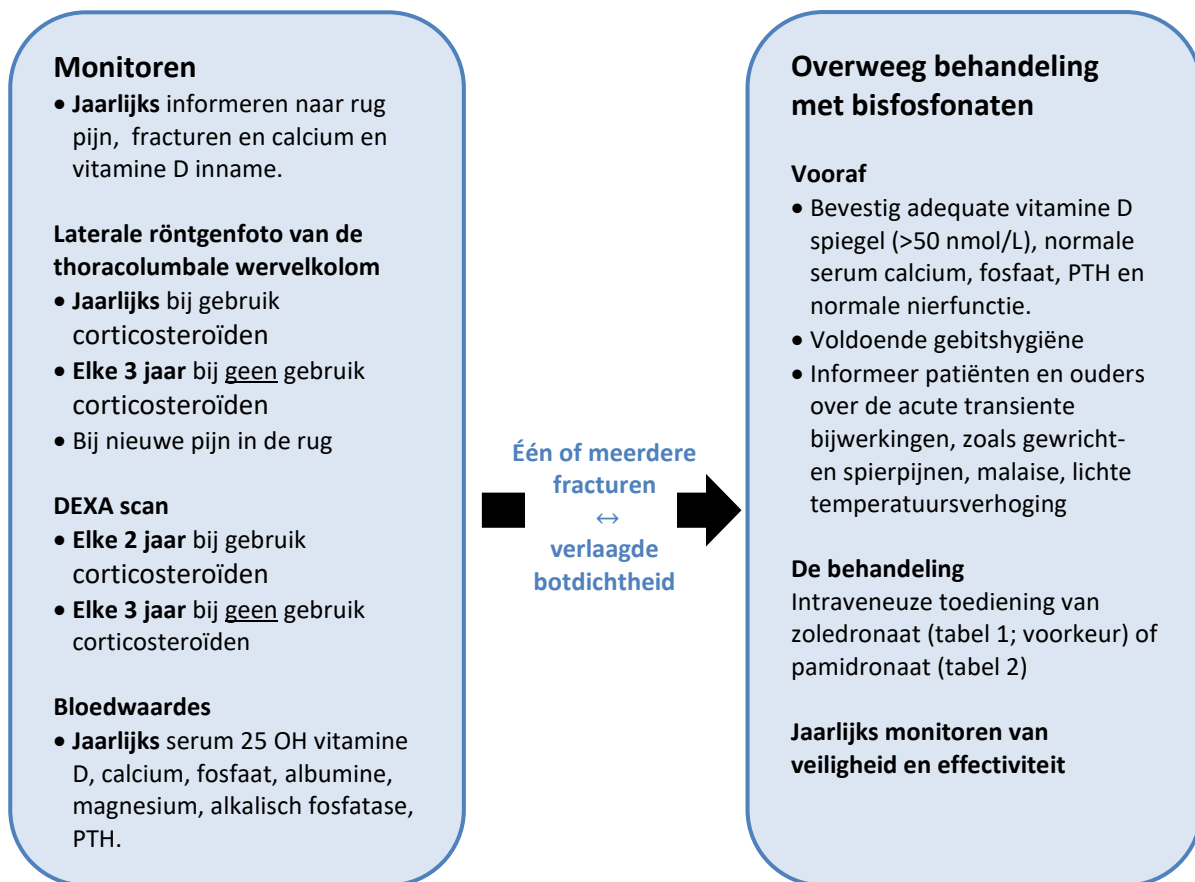 Monitoren
• Jaarlijks informeren naar rug
pijn, fracturen en calcium en
vitamine D inname.
Laterale röntgenfoto van de
thoracolumbale wervelkolom
• Jaarlijks bij gebruik
corticosteroïden
• Elke 3 jaar bij geen gebruik
corticosteroïden
• Bij nieuwe pijn in de rug
DEXA scan
• Elke 2 jaar bij gebruik
corticosteroïden
• Elke 3 jaar bij geen gebruik
corticosteroïden
Bloedwaardes
• Jaarlijks serum 25 OH vitamine
D, calcium, fosfaat, albumine,
magnesium, alkalisch fosfatase,
PTH.
Één of meerdere
fracturen
↔
verlaagde
botdichtheid
Overweeg behandeling
met bisfosfonaten
Vooraf
• Bevestig adequate vitamine D
spiegel (>50 nmol/L), normale
serum calcium, fosfaat, PTH en
normale nierfunctie.
• Voldoende gebitshygiëne
• Informeer patiënten en ouders
over de acute transiente
bijwerkingen, zoals gewricht-
en spierpijnen, malaise, lichte
temperatuursverhoging
De behandeling
Intraveneuze toediening van
zoledronaat (tabel 1; voorkeur) of
pamidronaat (tabel 2)
Jaarlijks monitoren van
veiligheid en effectiviteit